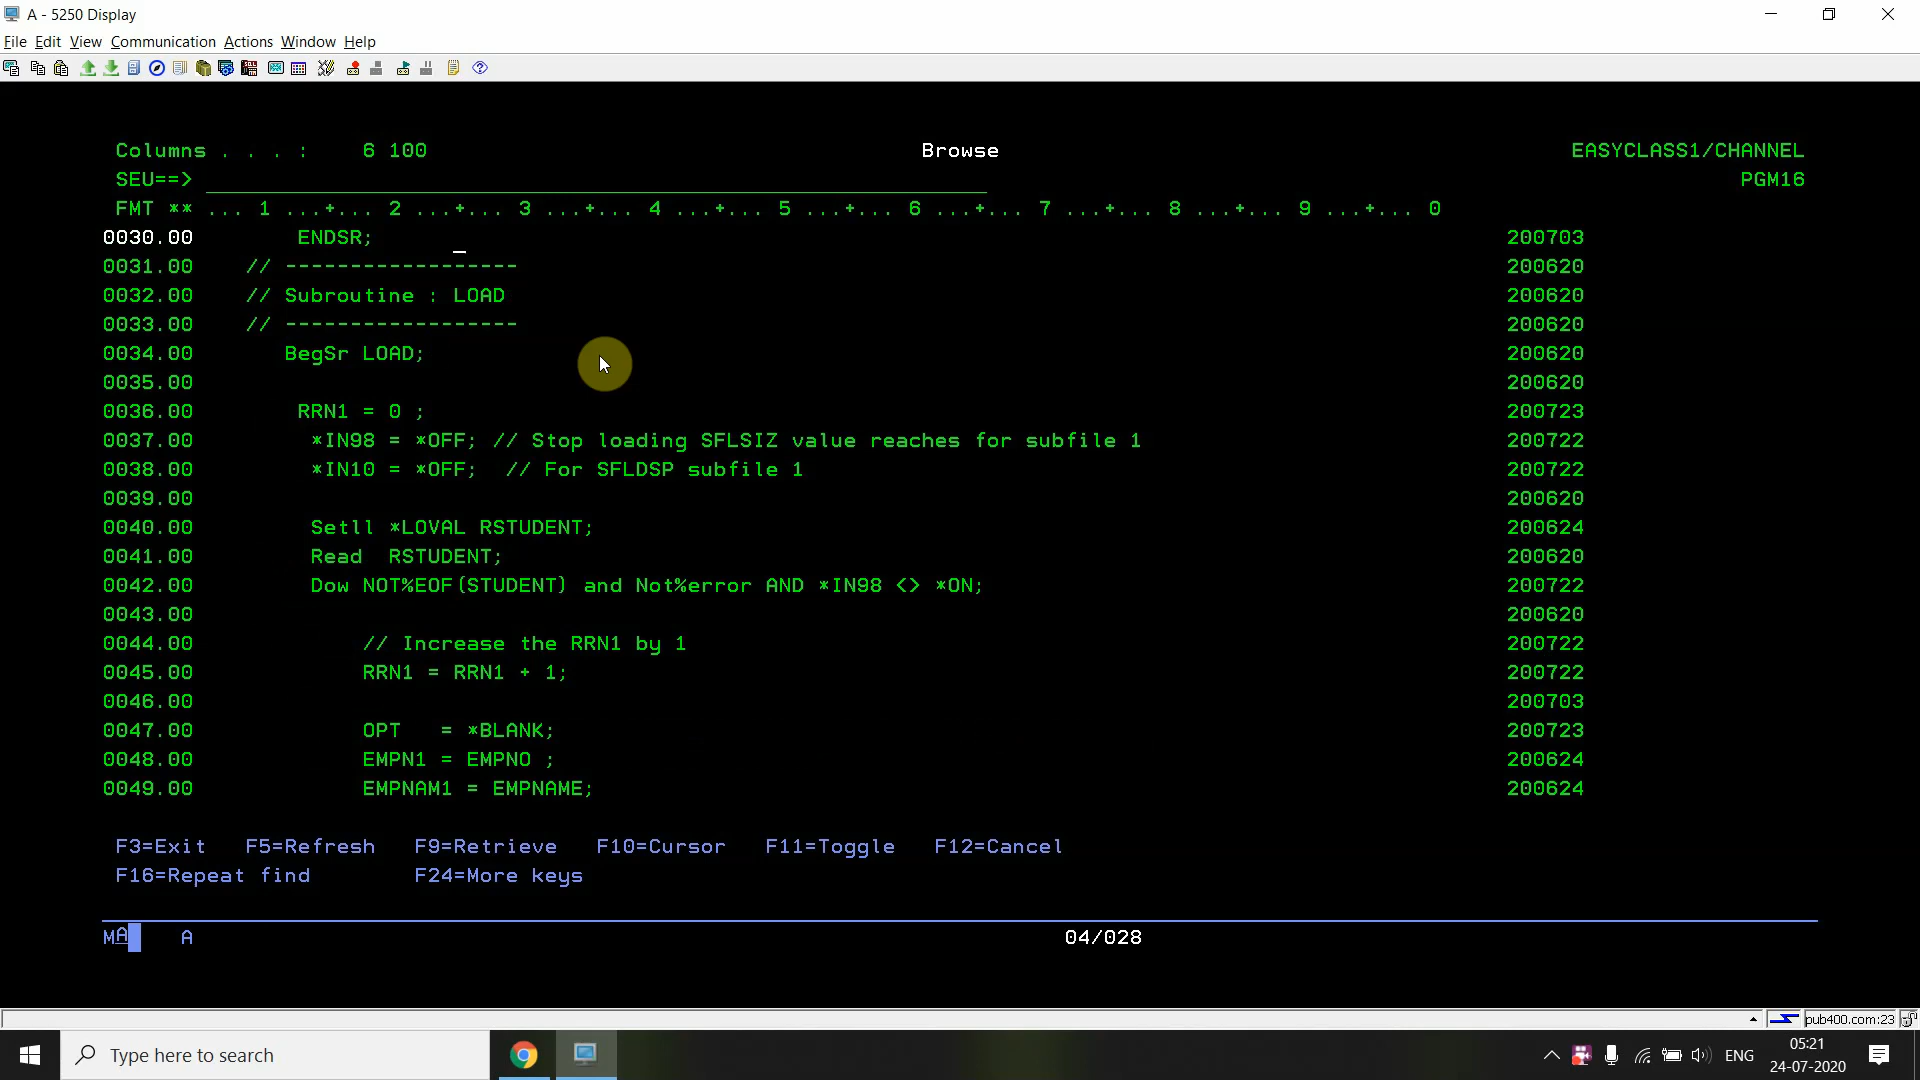 A - 5250 Display
File Edit View Communication Actions Window Help
Columns . . . :    6 100    Browse    EASYCLASS1/CHANNEL
SEU==>    PGM16
FMT ** ... 1 ...+... 2 ...+... 3 ...+... 4 ...+... 5 ...+... 6 ...+... 7 ...+... 8 ...+... 9 ...+... 0
0030.00        ENDSR;    200703
0031.00    // ------------------    200620
0032.00    // Subroutine : LOAD    200620
0033.00    // ------------------    200620
0034.00       BegSr LOAD;    200620
0035.00    200620
0036.00        RRN1 = 0 ;    200723
0037.00         *IN98 = *OFF; // Stop loading SFLSIZ value reaches for subfile 1    200722
0038.00         *IN10 = *OFF;  // For SFLDSP subfile 1    200722
0039.00    200620
0040.00         Setll *LOVAL RSTUDENT;    200624
0041.00         Read  RSTUDENT;    200620
0042.00         Dow NOT%EOF(STUDENT) and Not%error AND *IN98 <> *ON;    200722
0043.00    200620
0044.00             // Increase the RRN1 by 1    200722
0045.00             RRN1 = RRN1 + 1;    200722
0046.00    200703
0047.00             OPT   = *BLANK;    200723
0048.00             EMPN1 = EMPNO ;    200624
0049.00             EMPNAM1 = EMPNAME;    200624
F3=Exit   F5=Refresh   F9=Retrieve   F10=Cursor   F11=Toggle   F12=Cancel
F16=Repeat find        F24=More keys
MA    A    04/028
pub400.com:23
Type here to search    ENG    05:21
24-07-2020